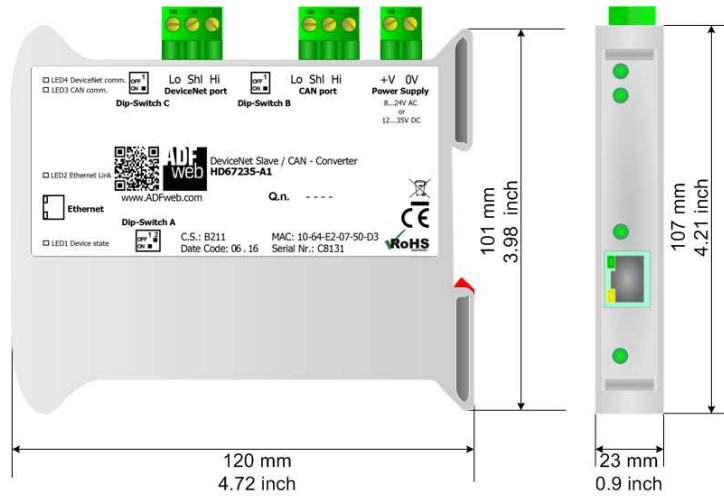 LED4 DeviceNet comm.
LED3 CAN comm.
OFF 1
ON
Dip-Switch C
Lo Shl Hi
DeviceNet port
OFF 1
ON
Dip-Switch B
Lo Shl Hi
CAN port
+V 0V
Power Supply
8...24V AC
or
12...35V DC
LED2 Ethernet Link
ADF
web
www.ADFweb.com
DeviceNet Slave / CAN - Converter
HD67235-A1
Q.n. - - - -
Ethernet
Dip-Switch A
OFF 1 2
ON
LED1 Device state
C.S.: B211
Date Code: 06 . 16
MAC: 10-64-E2-07-50-D3
Serial Nr.: C8131
CE
RoHS
101 mm
3.98 inch
107 mm
4.21 inch
120 mm
4.72 inch
23 mm
0.9 inch